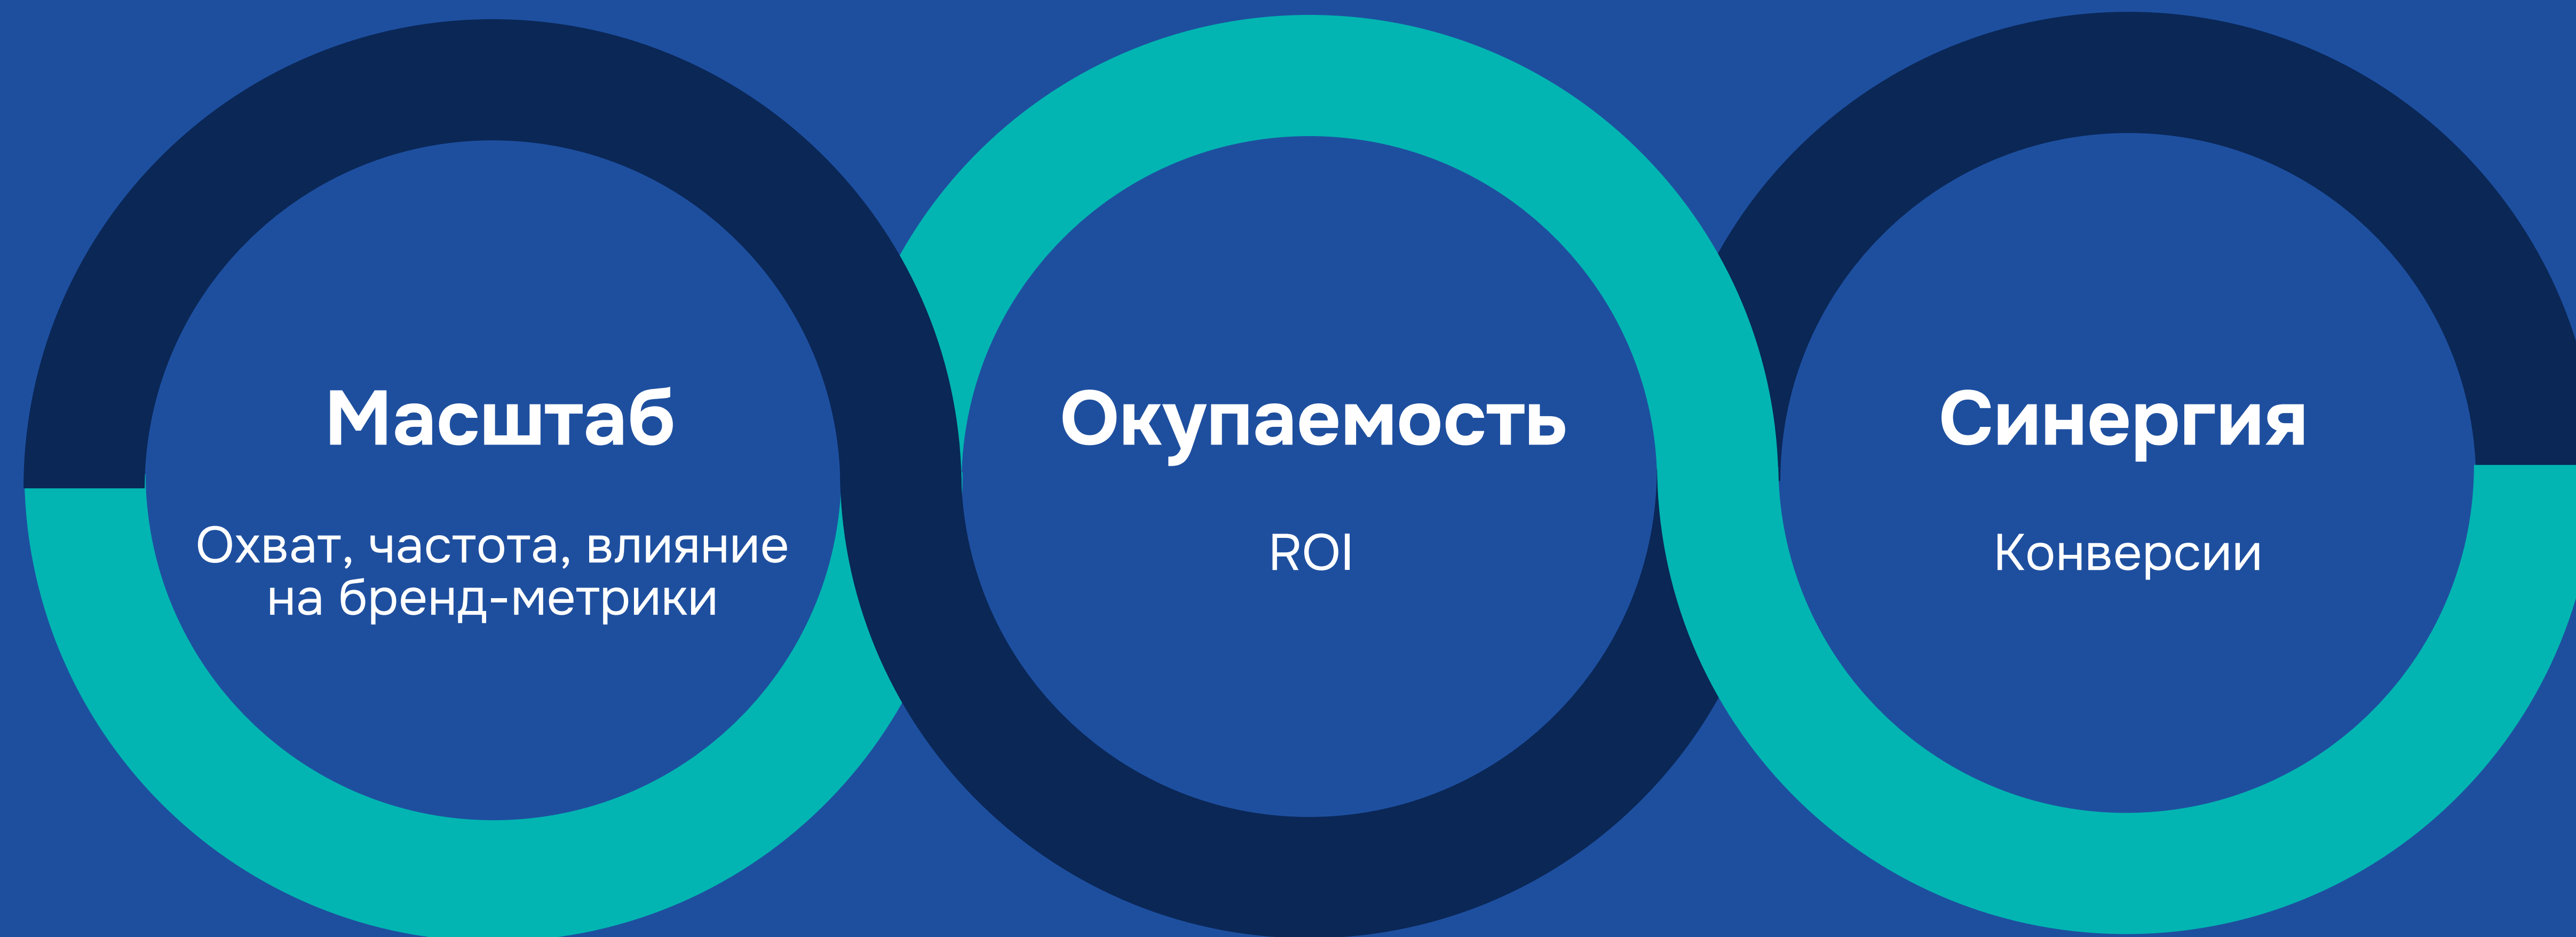 Масштаб
Охват, частота, влияние
на бренд-метрики
Окупаемость
ROI
Синергия
Конверсии